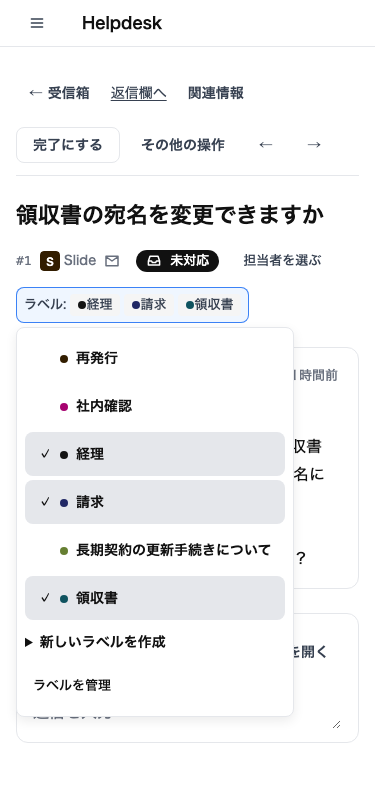 Helpdesk
← 受信箱 返信欄へ 関連情報
完了にする その他の操作 ← →
領収書の宛名を変更できますか
#1 S Slide 未対応 担当者を選ぶ
ラベル: 経理 請求 領収書
時間前
再発行
社内確認
収書
✓ 経理
名に
✓ 請求
長期契約の更新手続きについて
?
✓ 領収書
▶ 新しいラベルを作成
を開く
ラベルを管理